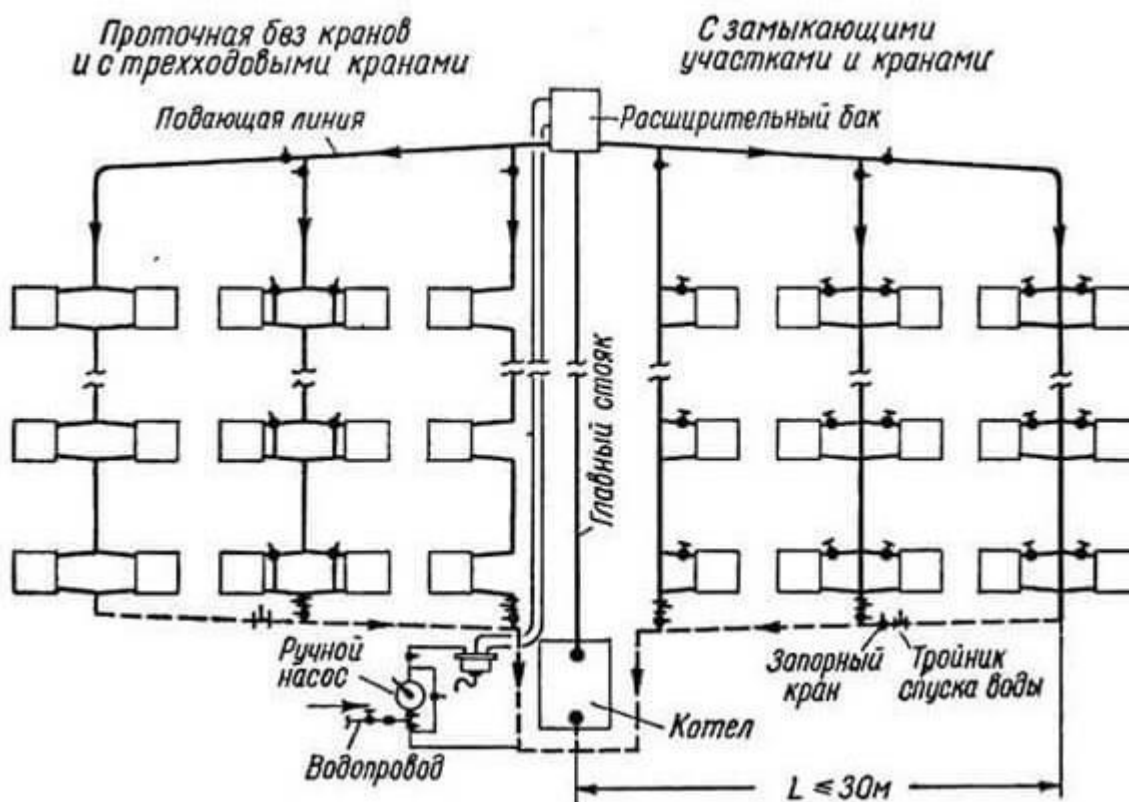 Проточная без кранов
и с трехходовыми кранами
С замыкающими
участками и кранами
Подающая линия
Расширительный бак
Главный стояк
Ручной
насос
Водопровод
Котел
Запорный
кран
Тройник
спуска воды
L ≤ 30м